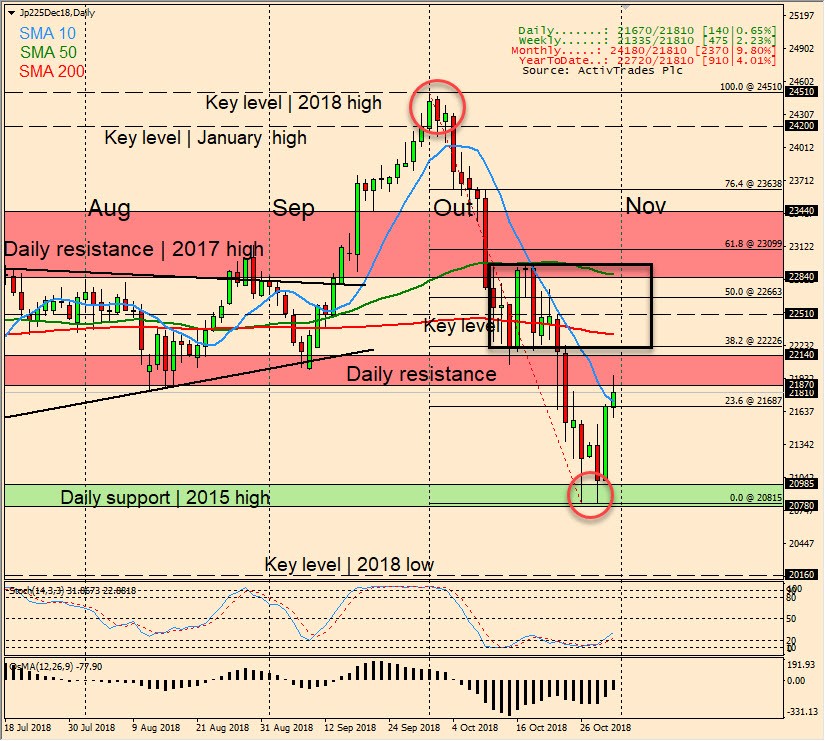 Jp225Dec18,Daily
SMA 10
SMA 50
SMA 200
Daily.......: 21670/21810 [140|0.65%]
Weekly......: 21335/21810 [475|2.23%]
Monthly.....: 24180/21810 [2370|9.80%]
YearToDate..: 22720/21810 [910|4.01%]
Source: ActivTrades Plc
Key level | 2018 high
Key level | January high
Aug
Sep
Out
Nov
Daily resistance | 2017 high
Key level
Daily resistance
Daily support | 2015 high
Key level | 2018 low
100.0 @ 24510
76.4 @ 23638
61.8 @ 23099
50.0 @ 22663
38.2 @ 22226
23.6 @ 21687
0.0 @ 20815
25197
24902
24602
24510
24307
24200
24012
23712
23440
23122
22840
22510
22232
22140
21870
21810
21637
21342
20985
20780
20447
20160
Stoch(14,3,3) 31.8673 22.8818
80
50
20
OsMA(12,26,9) -77.90
191.93
0.00
-331.13
18 Jul 2018
30 Jul 2018
9 Aug 2018
21 Aug 2018
31 Aug 2018
12 Sep 2018
24 Sep 2018
4 Oct 2018
16 Oct 2018
26 Oct 2018